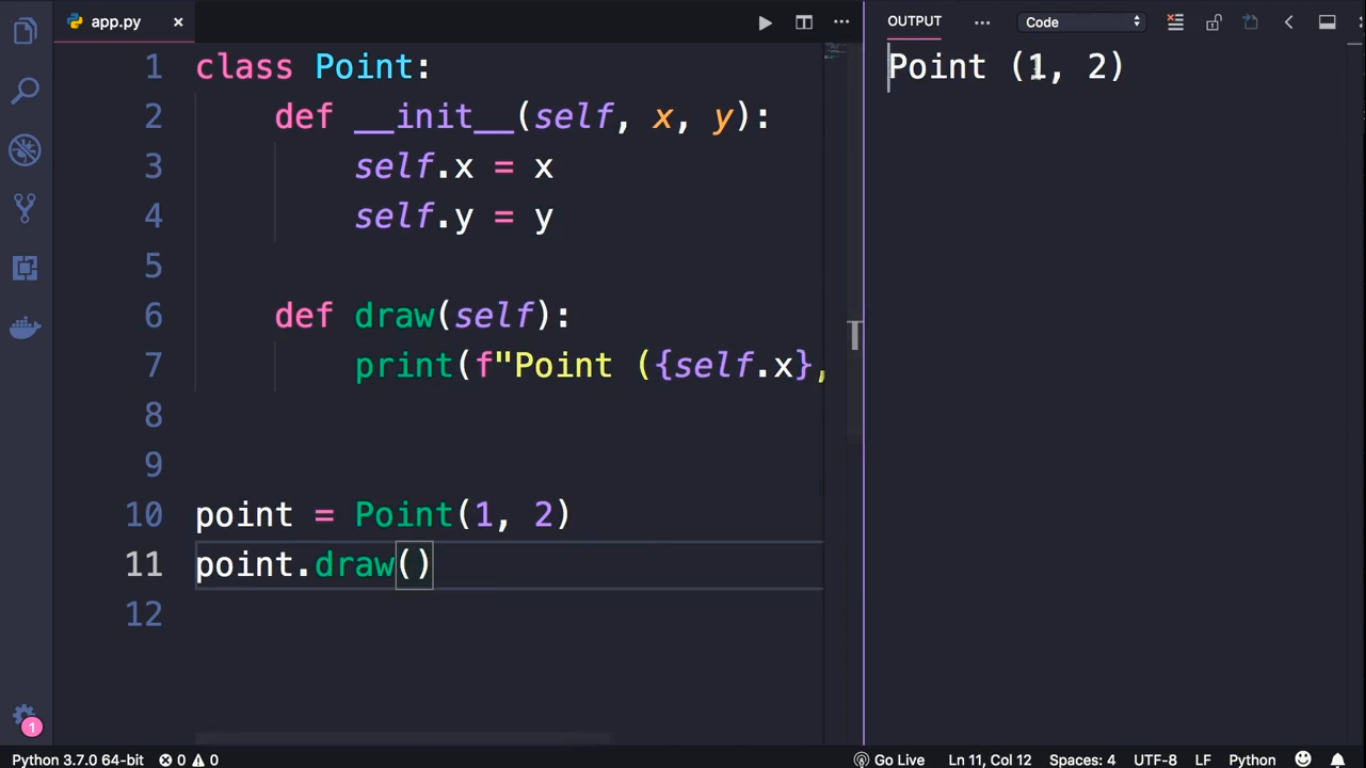 app.py
OUTPUT
Code
1 class Point:
2 def __init__(self, x, y):
3 self.x = x
4 self.y = y
5
6 def draw(self):
7 print(f"Point ({self.x},
8
9
10 point = Point(1, 2)
11 point.draw()
12
Point (1, 2)
1
Python 3.7.0 64-bit 0 0 Go Live Ln 11, Col 12 Spaces: 4 UTF-8 LF Python